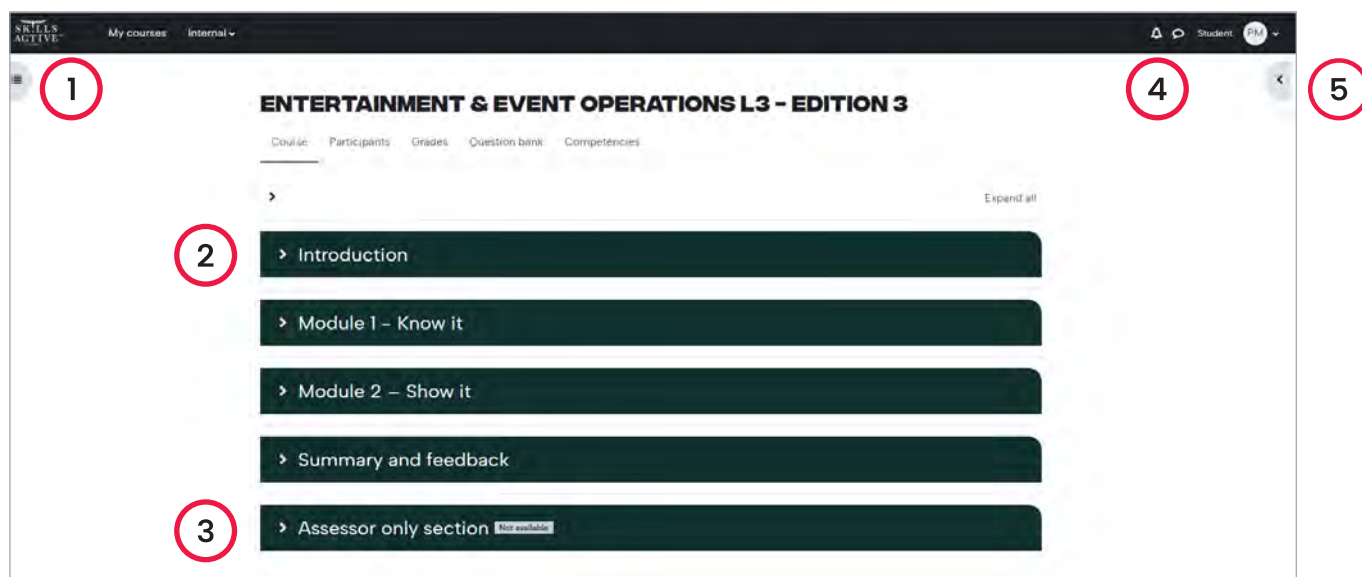 SKILLS
ACTIVE
My courses Internal
Student PM
1
4
5
ENTERTAINMENT & EVENT OPERATIONS L3 - EDITION 3
Course Participants Grades Question bank Competencies
Expand all
2
Introduction
Module 1 - Know it
Module 2 – Show it
Summary and feedback
3
Assessor only section Not available